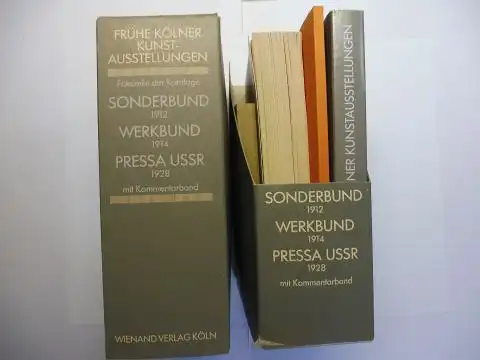 FRÜHE KÖLNER
KUNST-
AUSSTELLUNGEN
Faksimile der Kataloge
SONDERBUND
1912
WERKBUND
1914
PRESSA USSR
1928
mit Kommentarband
WIENAND VERLAG KÖLN
NER KUNSTAUSSTELLUNGEN
SONDERBUND
1912
WERKBUND
1914
PRESSA USSR
1928
mit Kommentarband